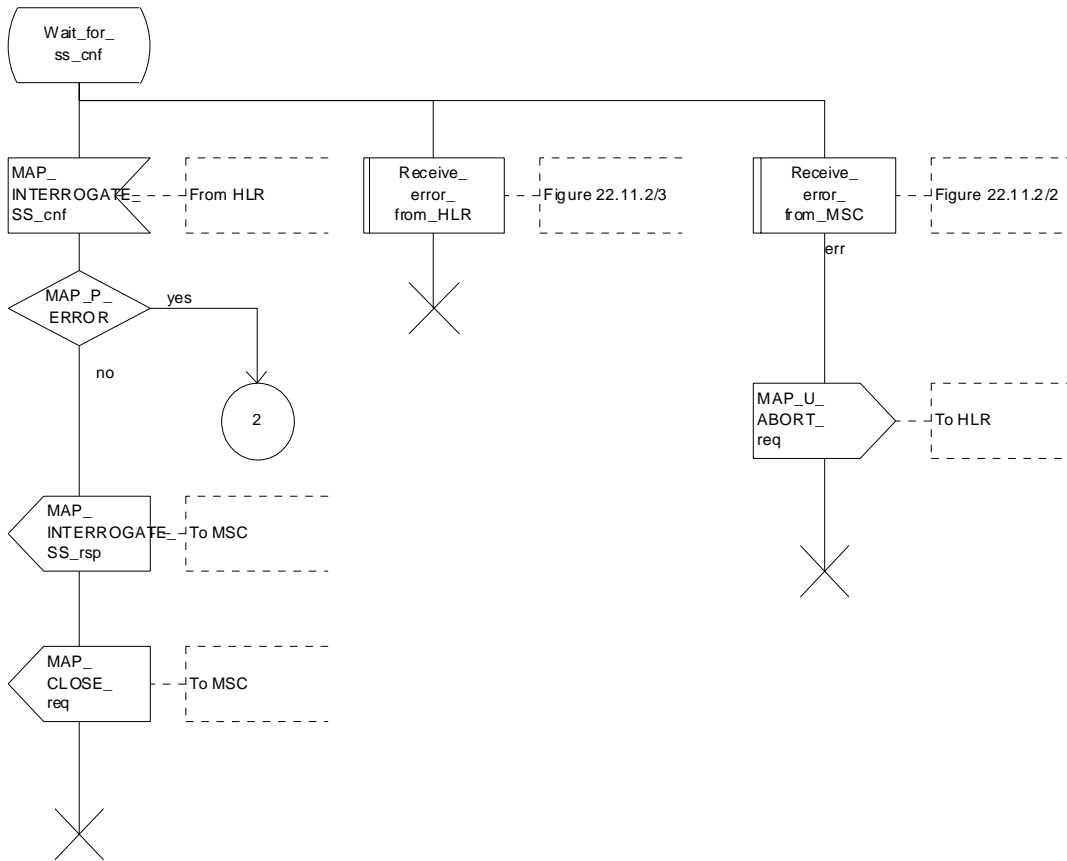 Wait_for_
ss_cnf
MAP_
INTERROGATE_
SS_cnf
From HLR
Receive_
error_
from_HLR
Figure 22.11.2/3
Receive_
error_
from_MSC
Figure 22.11.2/2
err
MAP_P_
ERROR
yes
no
2
MAP_U_
ABORT_
req
To HLR
MAP_
INTERROGATE_
SS_rsp
To MSC
MAP_
CLOSE_
req
To MSC